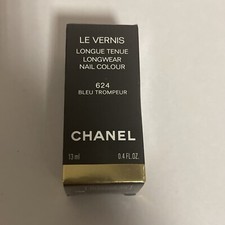 LE VERNIS
LONGUE TENUE
LONGWEAR
NAIL COLOUR
624
BLEU TROMPEUR
CHANEL
13 ml 0.4 FL.OZ.